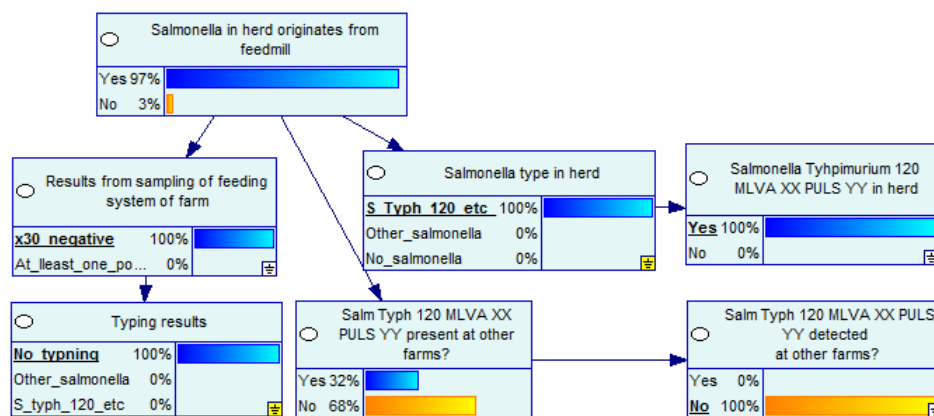 Salmonella in herd originates from
feedmill
Yes 97%
No 3%
Results from sampling of feeding
system of farm
x30_negative 100%
At_lleast_one_po... 0%
Salmonella type in herd
S_Typh_120_etc_ 100%
Other_salmonella 0%
No_salmonella 0%
Salmonella Tyhpimurium 120
MLVA XX PULS YY in herd
Yes 100%
No 0%
Typing results
No_typning 100%
Other_salmonella 0%
S_typh_120_etc 0%
Salm Typh 120 MLVA XX
PULS YY present at other
farms?
Yes 32%
No 68%
Salm Typh 120 MLVA XX PULS
YY detected
at other farms?
Yes 0%
No 100%